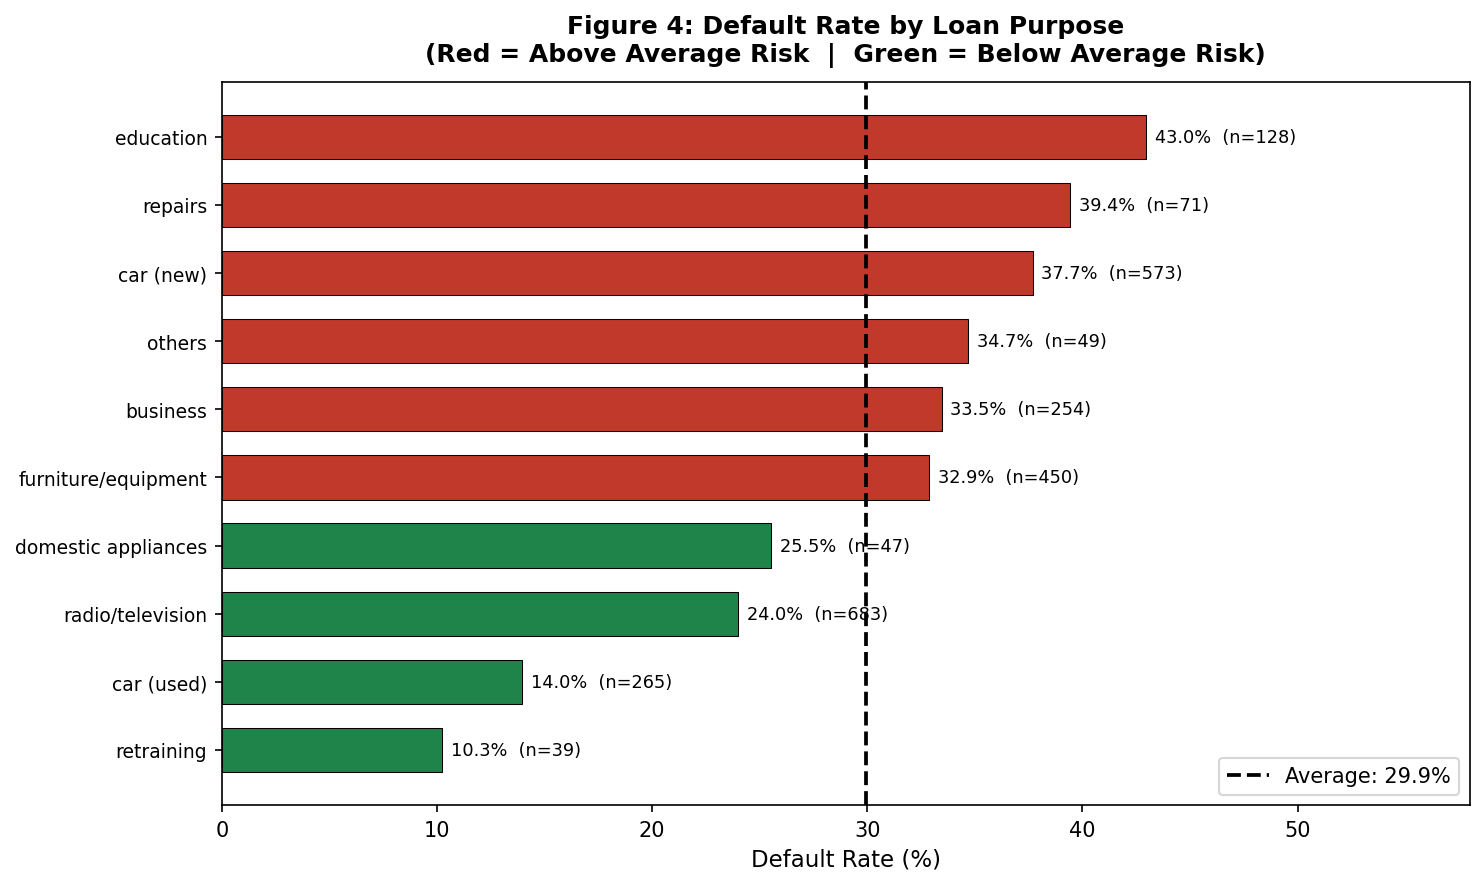 Figure 4: Default Rate by Loan Purpose
(Red = Above Average Risk | Green = Below Average Risk)
education 43.0% (n=128)
repairs 39.4% (n=71)
car (new) 37.7% (n=573)
others 34.7% (n=49)
business 33.5% (n=254)
furniture/equipment 32.9% (n=450)
domestic appliances 25.5% (n=47)
radio/television 24.0% (n=683)
car (used) 14.0% (n=265)
retraining 10.3% (n=39)
Average: 29.9%
0 10 20 30 40 50
Default Rate (%)